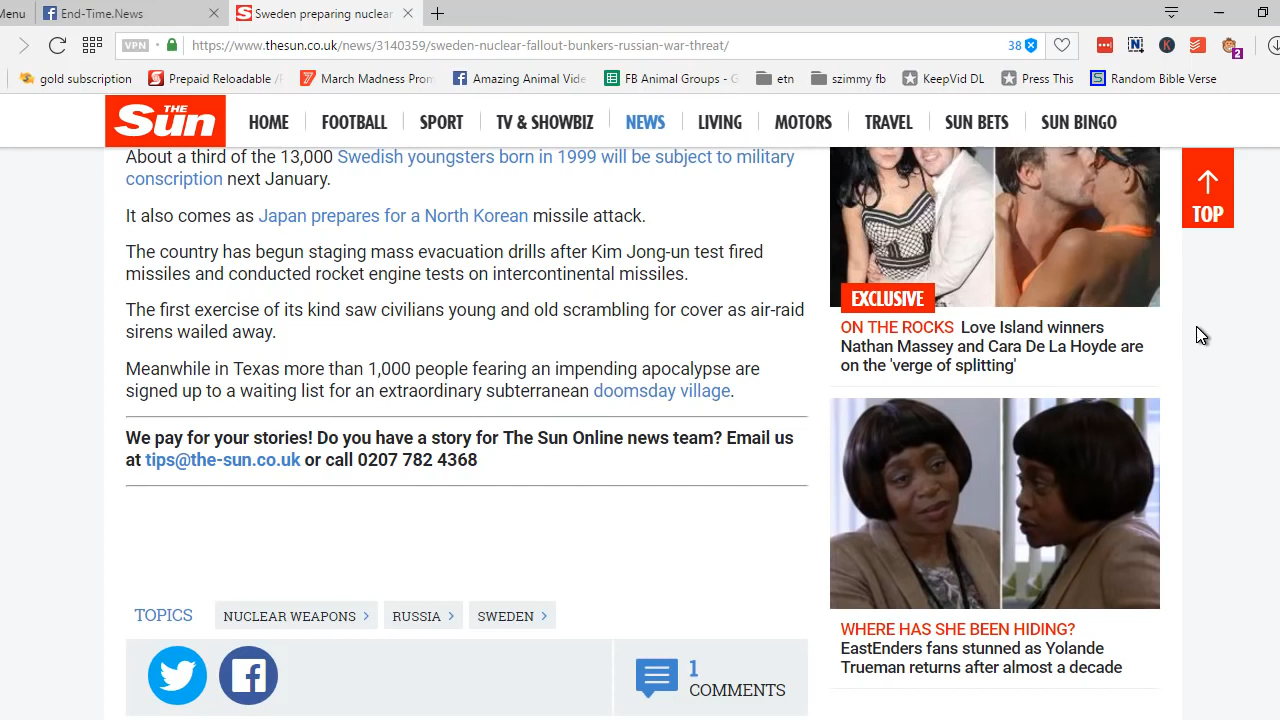 Menu
End-Time.News
Sweden preparing nuclear
VPN
https://www.thesun.co.uk/news/3140359/sweden-nuclear-fallout-bunkers-russian-war-threat/
38
2
gold subscription
Prepaid Reloadable /
March Madness Prom
Amazing Animal Vide
FB Animal Groups - G
etn
szimmy fb
KeepVid DL
Press This
Random Bible Verse
THE
Sun
HOME
FOOTBALL
SPORT
TV & SHOWBIZ
NEWS
LIVING
MOTORS
TRAVEL
SUN BETS
SUN BINGO
About a third of the 13,000 Swedish youngsters born in 1999 will be subject to military
conscription next January.
It also comes as Japan prepares for a North Korean missile attack.
The country has begun staging mass evacuation drills after Kim Jong-un test fired
missiles and conducted rocket engine tests on intercontinental missiles.
The first exercise of its kind saw civilians young and old scrambling for cover as air-raid
sirens wailed away.
Meanwhile in Texas more than 1,000 people fearing an impending apocalypse are
signed up to a waiting list for an extraordinary subterranean doomsday village.
We pay for your stories! Do you have a story for The Sun Online news team? Email us
at tips@the-sun.co.uk or call 0207 782 4368
TOPICS
NUCLEAR WEAPONS
RUSSIA
SWEDEN
1
COMMENTS
EXCLUSIVE
ON THE ROCKS Love Island winners
Nathan Massey and Cara De La Hoyde are
on the 'verge of splitting'
WHERE HAS SHE BEEN HIDING?
EastEnders fans stunned as Yolande
Trueman returns after almost a decade
TOP